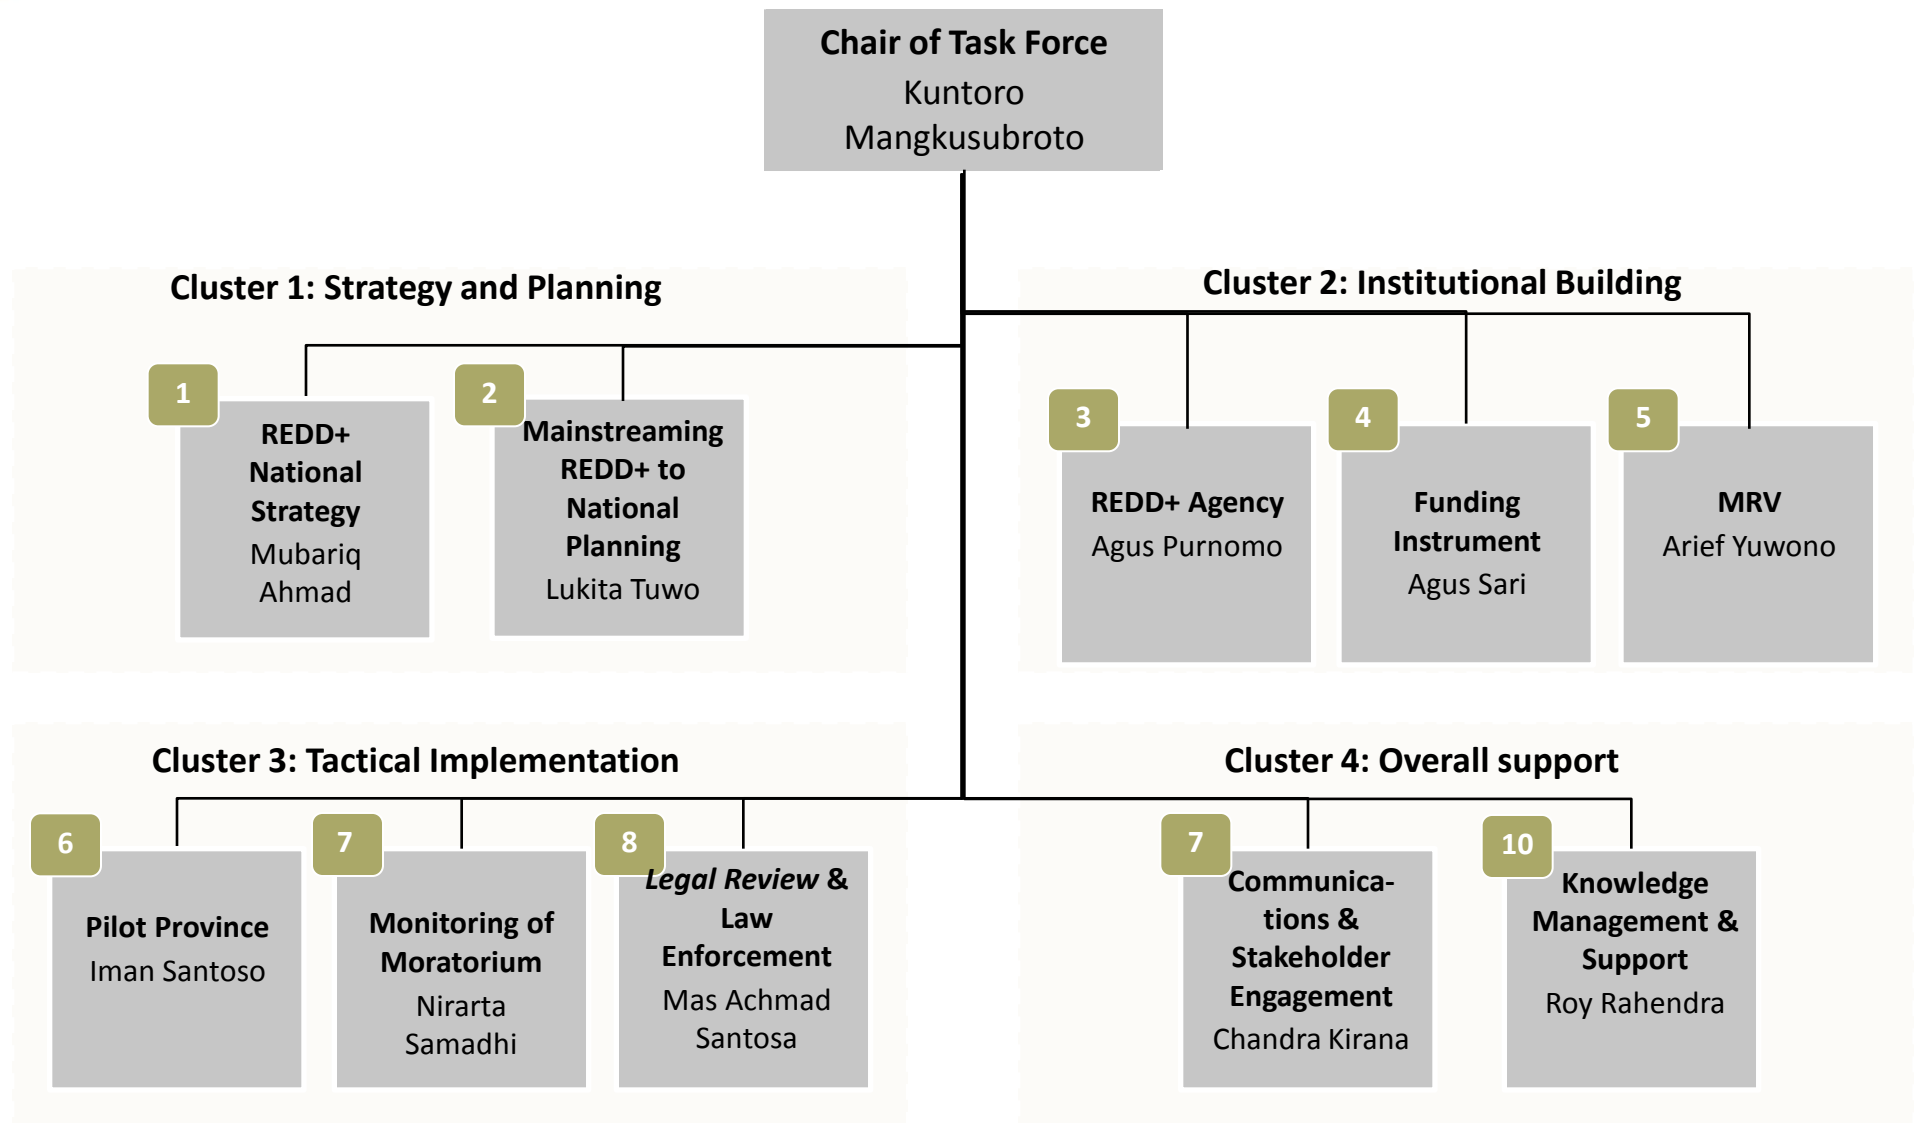 Chair of Task Force
Kuntoro
Mangkusubroto
Cluster 1: Strategy and Planning
1
REDD+
National
Strategy
Mubariq
Ahmad
2
Mainstreaming
REDD+ to
National
Planning
Lukita Tuwo
Cluster 2: Institutional Building
3
REDD+ Agency
Agus Purnomo
4
Funding
Instrument
Agus Sari
5
MRV
Arief Yuwono
Cluster 3: Tactical Implementation
6
Pilot Province
Iman Santoso
7
Monitoring of
Moratorium
Nirarta
Samadhi
8
Legal Review &
Law
Enforcement
Mas Achmad
Santosa
Cluster 4: Overall support
7
Communica-
tions &
Stakeholder
Engagement
Chandra Kirana
10
Knowledge
Management &
Support
Roy Rahendra